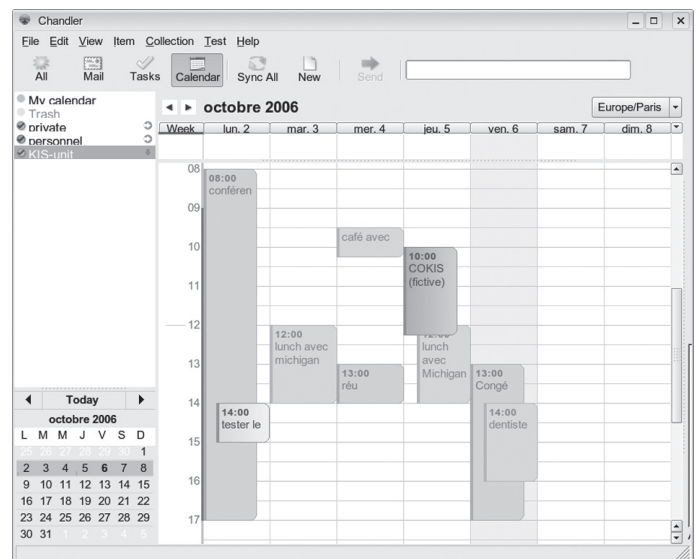 Chandler
File Edit View Item Collection Test Help
All Mail Tasks Calendar Sync All New Send
My calendar
Trash
private
personnel
KIS-unit
octobre 2006
Europe/Paris
Week lun. 2 mar. 3 mer. 4 jeu. 5 ven. 6 sam. 7 dim. 8
08
09
10
11
12
13
14
15
16
17
08:00
conféren
14:00
tester le
12:00
lunch avec
michigan
café avec
13:00
réu
10:00
COKIS
(fictive)
12:00
lunch
avec
Michigan
13:00
Congé
14:00
dentiste
Today
octobre 2006
L M M J V S D
25 26 27 28 29 30 1
2 3 4 5 6 7 8
9 10 11 12 13 14 15
16 17 18 19 20 21 22
23 24 25 26 27 28 29
30 31 1 2 3 4 5